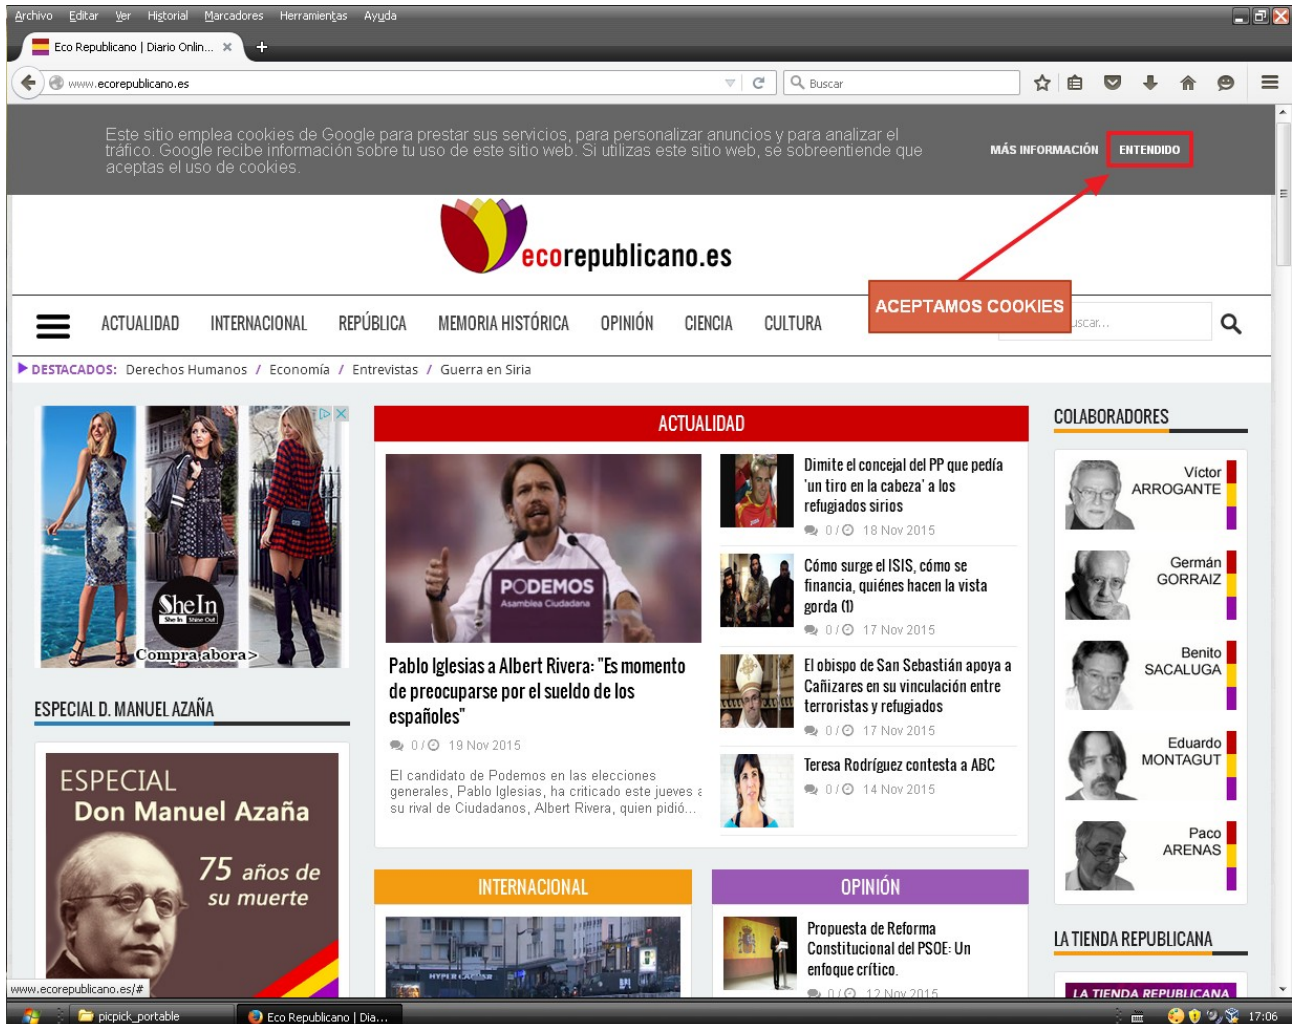 Archivo Editar Ver Historial Marcadores Herramientas Ayuda
Eco Republicano | Diario Onlin...
www.ecorepublicano.es
Buscar
Este sitio emplea cookies de Google para prestar sus servicios, para personalizar anuncios y para analizar el
tráfico. Google recibe información sobre tu uso de este sitio web. Si utilizas este sitio web, se sobreentiende que
aceptas el uso de cookies.
MÁS INFORMACIÓN ENTENDIDO
ecorepublicano.es
ACEPTAMOS COOKIES
ACTUALIDAD INTERNACIONAL REPÚBLICA MEMORIA HISTÓRICA OPINIÓN CIENCIA CULTURA
uscar...
DESTACADOS: Derechos Humanos / Economía / Entrevistas / Guerra en Siria
SheIn
She In Shine Out
Compra ahora>
ESPECIAL D. MANUEL AZAÑA
ESPECIAL
Don Manuel Azaña
75 años de
su muerte
ACTUALIDAD
PODEMOS
Asamblea Ciudadana
Pablo Iglesias a Albert Rivera: "Es momento
de preocuparse por el sueldo de los
españoles"
0 / 19 Nov 2015
El candidato de Podemos en las elecciones
generales, Pablo Iglesias, ha criticado este jueves a
su rival de Ciudadanos, Albert Rivera, quien pidió...
Dimite el concejal del PP que pedía
'un tiro en la cabeza' a los
refugiados sirios
0 / 18 Nov 2015
Cómo surge el ISIS, cómo se
financia, quiénes hacen la vista
gorda (1)
0 / 17 Nov 2015
El obispo de San Sebastián apoya a
Cañizares en su vinculación entre
terroristas y refugiados
0 / 17 Nov 2015
Teresa Rodríguez contesta a ABC
0 / 14 Nov 2015
INTERNACIONAL
OPINIÓN
Propuesta de Reforma
Constitucional del PSOE: Un
enfoque crítico.
0 / 12 Nov 2015
COLABORADORES
Víctor
ARROGANTE
Germán
GORRAIZ
Benito
SACALUGA
Eduardo
MONTAGUT
Paco
ARENAS
LA TIENDA REPUBLICANA
LA TIENDA REPUBLICANA
www.ecorepublicano.es/#
picpick_portable
Eco Republicano | Dia...
17:06